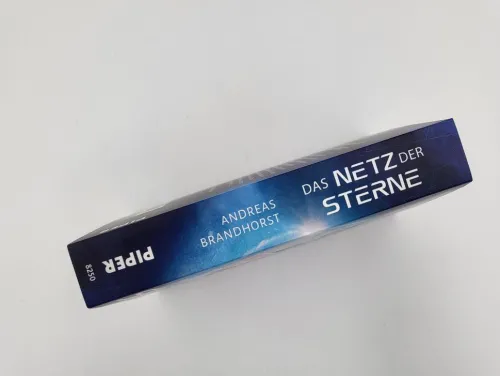 ANDREAS
BRANDHORST
DAS NETZ DER
STERNE
PIPER
8250